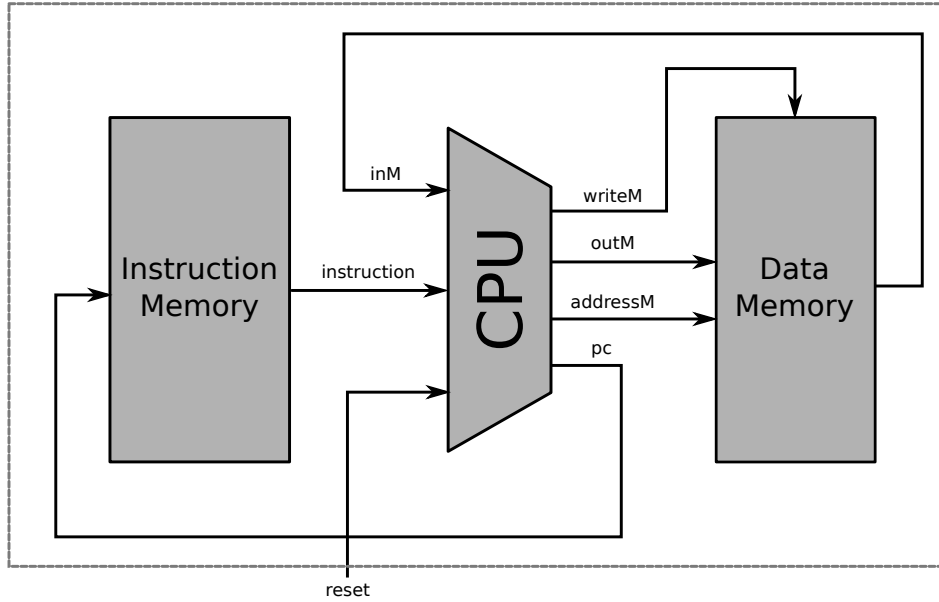 inM
writeM
Instruction
Memory
instruction
CPU
outM
addressM
pc
Data
Memory
reset